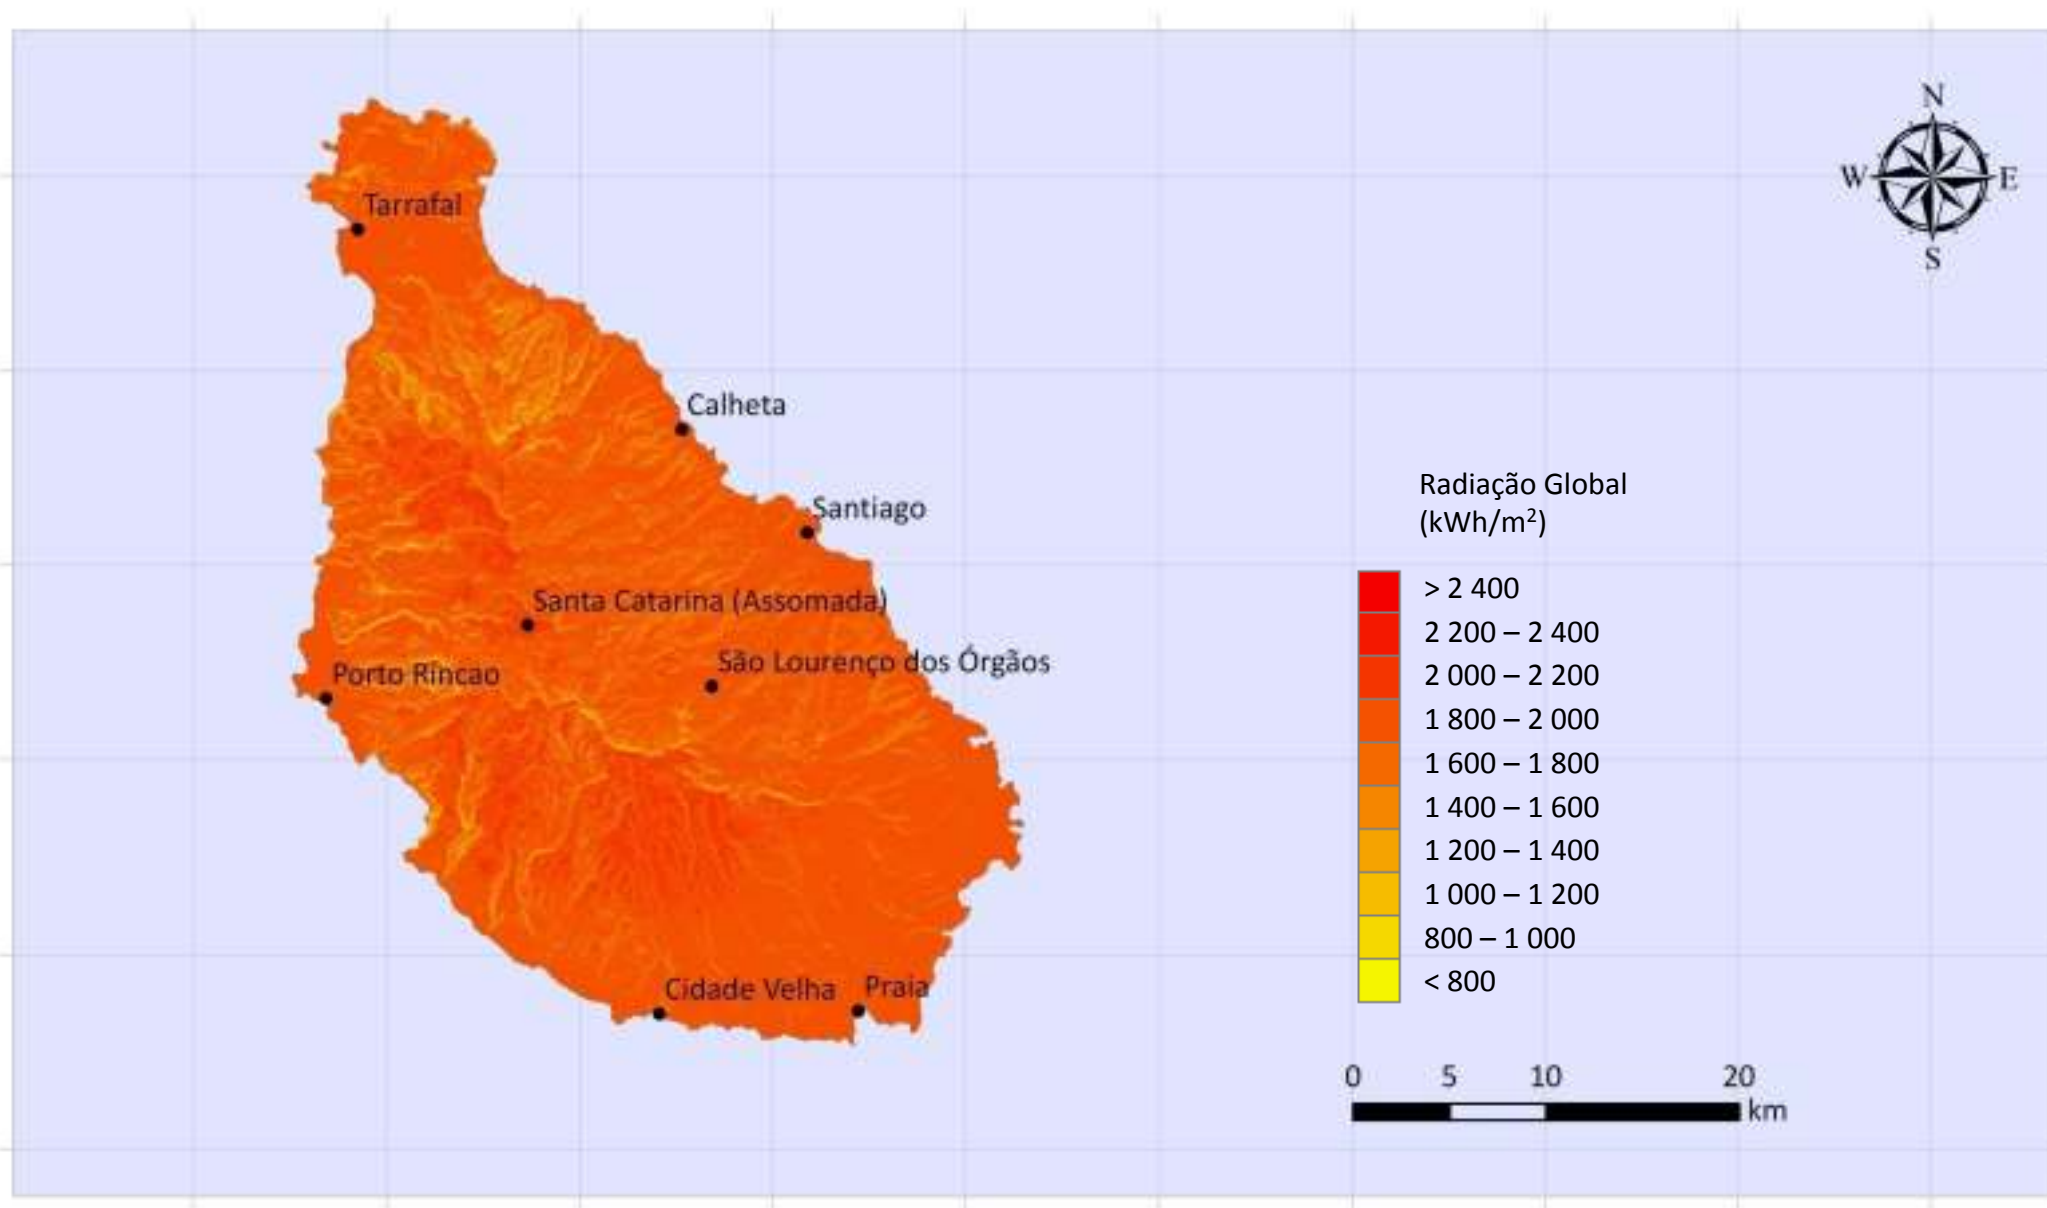 N
W
E
S
Tarrafal
Calheta
Santiago
Santa Catarina (Assomada)
São Lourenço dos Órgãos
Porto Rincao
Cidade Velha
Praia
Radiação Global
(kWh/m²)
> 2 400
2 200 – 2 400
2 000 – 2 200
1 800 – 2 000
1 600 – 1 800
1 400 – 1 600
1 200 – 1 400
1 000 – 1 200
800 – 1 000
< 800
0 5 10 20
km